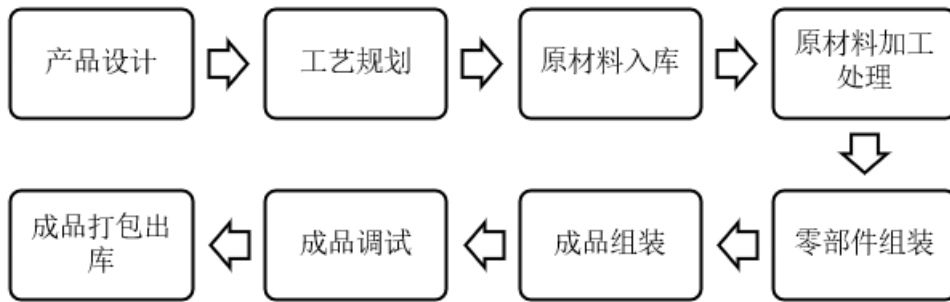 产品设计
工艺规划
原材料入库
原材料加工
处理
零部件组装
成品组装
成品调试
成品打包出
库